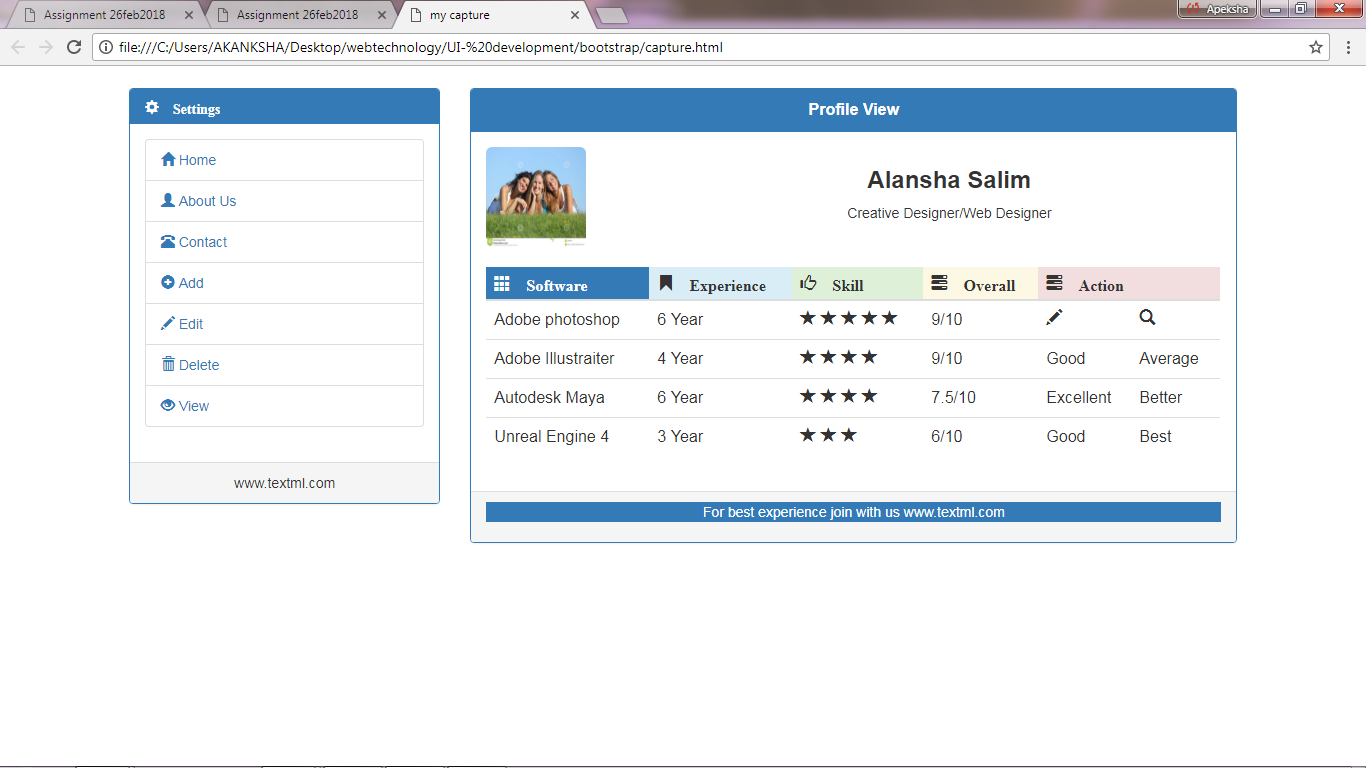 Assignment 26feb2018
Assignment 26feb2018
my capture
Apeksha
file:///C:/Users/AKANKSHA/Desktop/webtechnology/UI-%20development/bootstrap/capture.html
Settings
Home
About Us
Contact
Add
Edit
Delete
View
www.textml.com
Profile View
Alansha Salim
Creative Designer/Web Designer
Software Experience Skill Overall Action
Adobe photoshop 6 Year ★★★★★ 9/10
Adobe Illustraiter 4 Year ★★★★ 9/10 Good Average
Autodesk Maya 6 Year ★★★★ 7.5/10 Excellent Better
Unreal Engine 4 3 Year ★★★ 6/10 Good Best
For best experience join with us www.textml.com